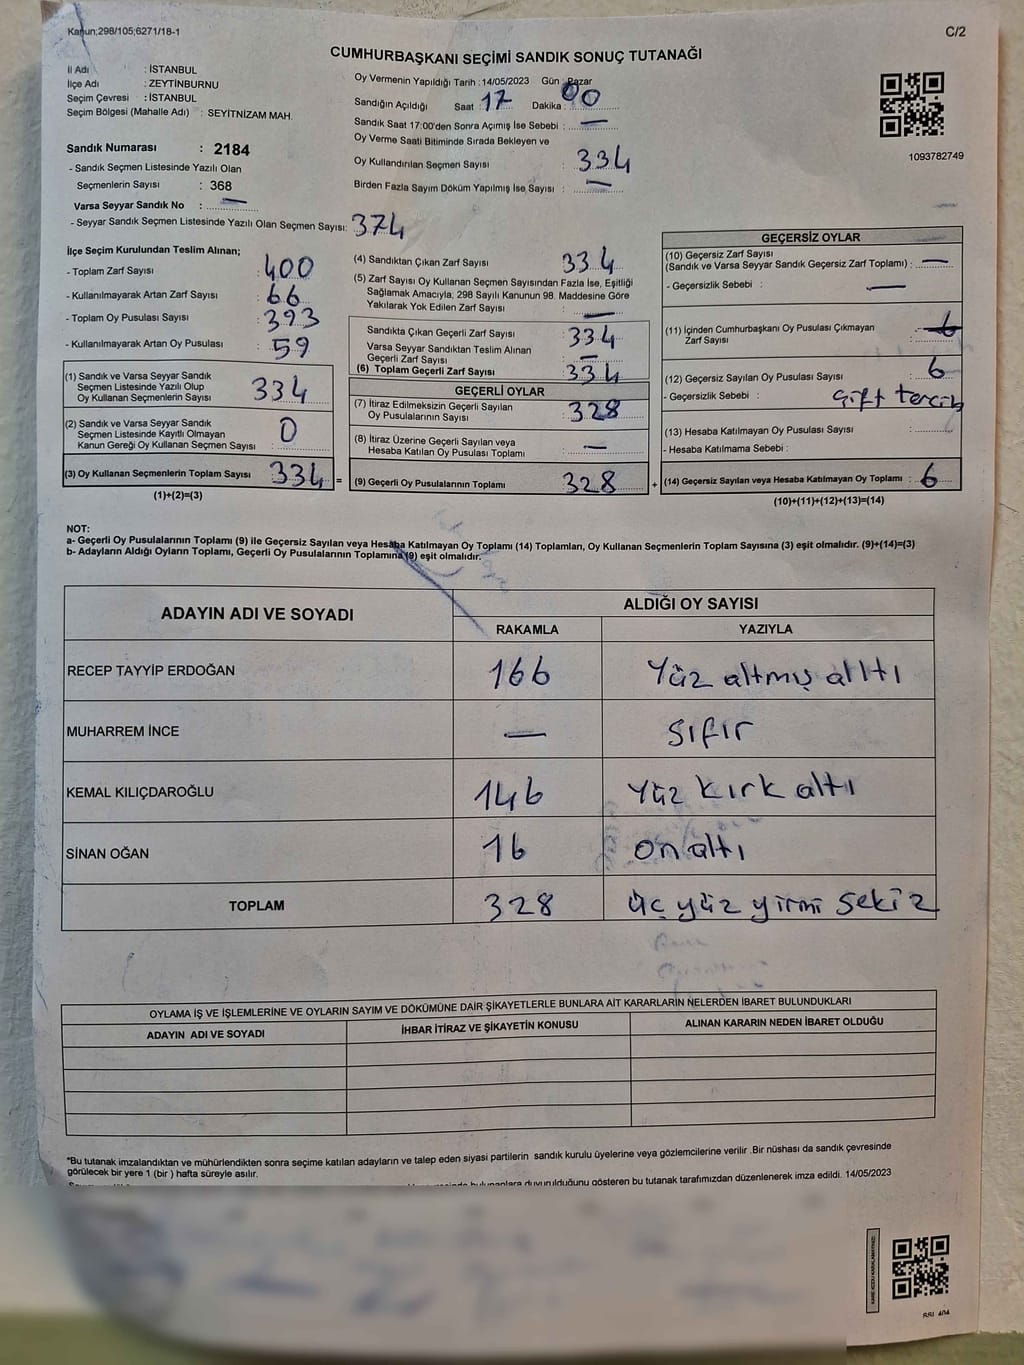 Kanun;298/105;6271/18-1
C/2
CUMHURBAŞKANI SEÇİMİ SANDIK SONUÇ TUTANAĞI
İl Adı : İSTANBUL
İlçe Adı : ZEYTİNBURNU
Seçim Çevresi : İSTANBUL
Seçim Bölgesi (Mahalle Adı) : SEYİTNİZAM MAH.
Sandık Numarası : 2184
- Sandık Seçmen Listesinde Yazılı Olan
Seçmenlerin Sayısı : 368
Varsa Seyyar Sandık No : —
- Seyyar Sandık Seçmen Listesinde Yazılı Olan Seçmen Sayısı: 374
Oy Vermenin Yapıldığı Tarih : 14/05/2023 Gün : Pazar
Sandığın Açıldığı Saat : 17 Dakika : 00
Sandık Saat 17:00'den Sonra Açımış İse Sebebi : —
Oy Verme Saati Bitiminde Sırada Bekleyen ve
Oy Kullandırılan Seçmen Sayısı : 334
Birden Fazla Sayım Döküm Yapılmış İse, Sayısı : —
1093782749
İlçe Seçim Kurulundan Teslim Alınan;
- Toplam Zarf Sayısı : 400
- Kullanılmayarak Artan Zarf Sayısı : 66
- Toplam Oy Pusulası Sayısı : 393
- Kullanılmayarak Artan Oy Pusulası : 59
(1) Sandık ve Varsa Seyyar Sandık
Seçmen Listesinde Yazılı Olup
Oy Kullanan Seçmenlerin Sayısı : 334
(2) Sandık ve Varsa Seyyar Sandık
Seçmen Listesinde Kayıtlı Olmayan
Kanun Gereği Oy Kullanan Seçmen Sayısı : 0
(3) Oy Kullanan Seçmenlerin Toplam Sayısı : 334 =
(1)+(2)=(3)
(4) Sandıktan Çıkan Zarf Sayısı : 334
(5) Zarf Sayısı Oy Kullanan Seçmen Sayısından Fazla İse, Eşitliği
Sağlamak Amacıyla, 298 Sayılı Kanunun 98. Maddesine Göre
Yakılarak Yok Edilen Zarf Sayısı : —
Sandıkta Çıkan Geçerli Zarf Sayısı : 334
Varsa Seyyar Sandıktan Teslim Alınan
Geçerli Zarf Sayısı : —
(6) Toplam Geçerli Zarf Sayısı : 334
GEÇERLİ OYLAR
(7) İtiraz Edilmeksizin Geçerli Sayılan
Oy Pusulalarının Sayısı : 328
(8) İtiraz Üzerine Geçerli Sayılan veya
Hesaba Katılan Oy Pusulası Toplamı : —
(9) Geçerli Oy Pusulalarının Toplamı : 328 +
GEÇERSİZ OYLAR
(10) Geçersiz Zarf Sayısı
(Sandık ve Varsa Seyyar Sandık Geçersiz Zarf Toplamı) : —
- Geçersizlik Sebebi : —
(11) İçinden Cumhurbaşkanı Oy Pusulası Çıkmayan
Zarf Sayısı :
(12) Geçersiz Sayılan Oy Pusulası Sayısı : 6
- Geçersizlik Sebebi : Çift tercih
(13) Hesaba Katılmayan Oy Pusulası Sayısı :
- Hesaba Katılmama Sebebi :
(14) Geçersiz Sayılan veya Hesaba Katılmayan Oy Toplamı : 6
(10)+(11)+(12)+(13)=(14)
NOT:
a- Geçerli Oy Pusulalarının Toplamı (9) ile Geçersiz Sayılan veya Hesaba Katılmayan Oy Toplamı (14) Toplamları, Oy Kullanan Seçmenlerin Toplam Sayısına (3) eşit olmalıdır. (9)+(14)=(3)
b- Adayların Aldığı Oyların Toplamı, Geçerli Oy Pusulalarının Toplamına (9) eşit olmalıdır.
ADAYIN ADI VE SOYADI
ALDIĞI OY SAYISI
RAKAMLA YAZIYLA
RECEP TAYYİP ERDOĞAN 166 Yüz altmış alltı
MUHARREM İNCE — Sıfır
KEMAL KILIÇDAROĞLU 146 Yüz kırk altı
SİNAN OĞAN 16 on altı
TOPLAM 328 üç yüz yirmi sekiz
OYLAMA İŞ VE İŞLEMLERİNE VE OYLARIN SAYIM VE DÖKÜMÜNE DAİR ŞİKAYETLERLE BUNLARA AİT KARARLARIN NELERDEN İBARET BULUNDUKLARI
ADAYIN ADI VE SOYADI İHBAR İTİRAZ VE ŞİKAYETİN KONUSU ALINAN KARARIN NEDEN İBARET OLDUĞU
*Bu tutanak imzalandıktan ve mühürlendikten sonra seçime katılan adayların ve talep eden siyasi partilerin sandık kurulu üyelerine veya gözlemcilerine verilir .Bir nüshası da sandık çevresinde
görülecek bir yere 1 (bir ) hafta süreyle asılır.
bulunanlara duyurulduğunu gösteren bu tutanak tarafımızdan düzenlenerek imza edildi. 14/05/2023